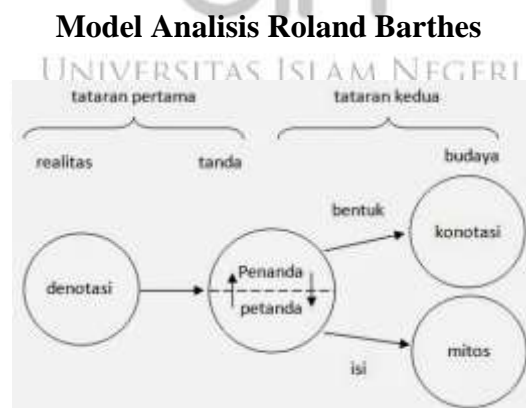 Model Analisis Roland Barthes
UNIVERSITAS ISLAM NEGERI
tataran pertama tataran kedua
realitas tanda budaya
bentuk
konotasi
Penanda
denotasi
petanda
mitos
isi